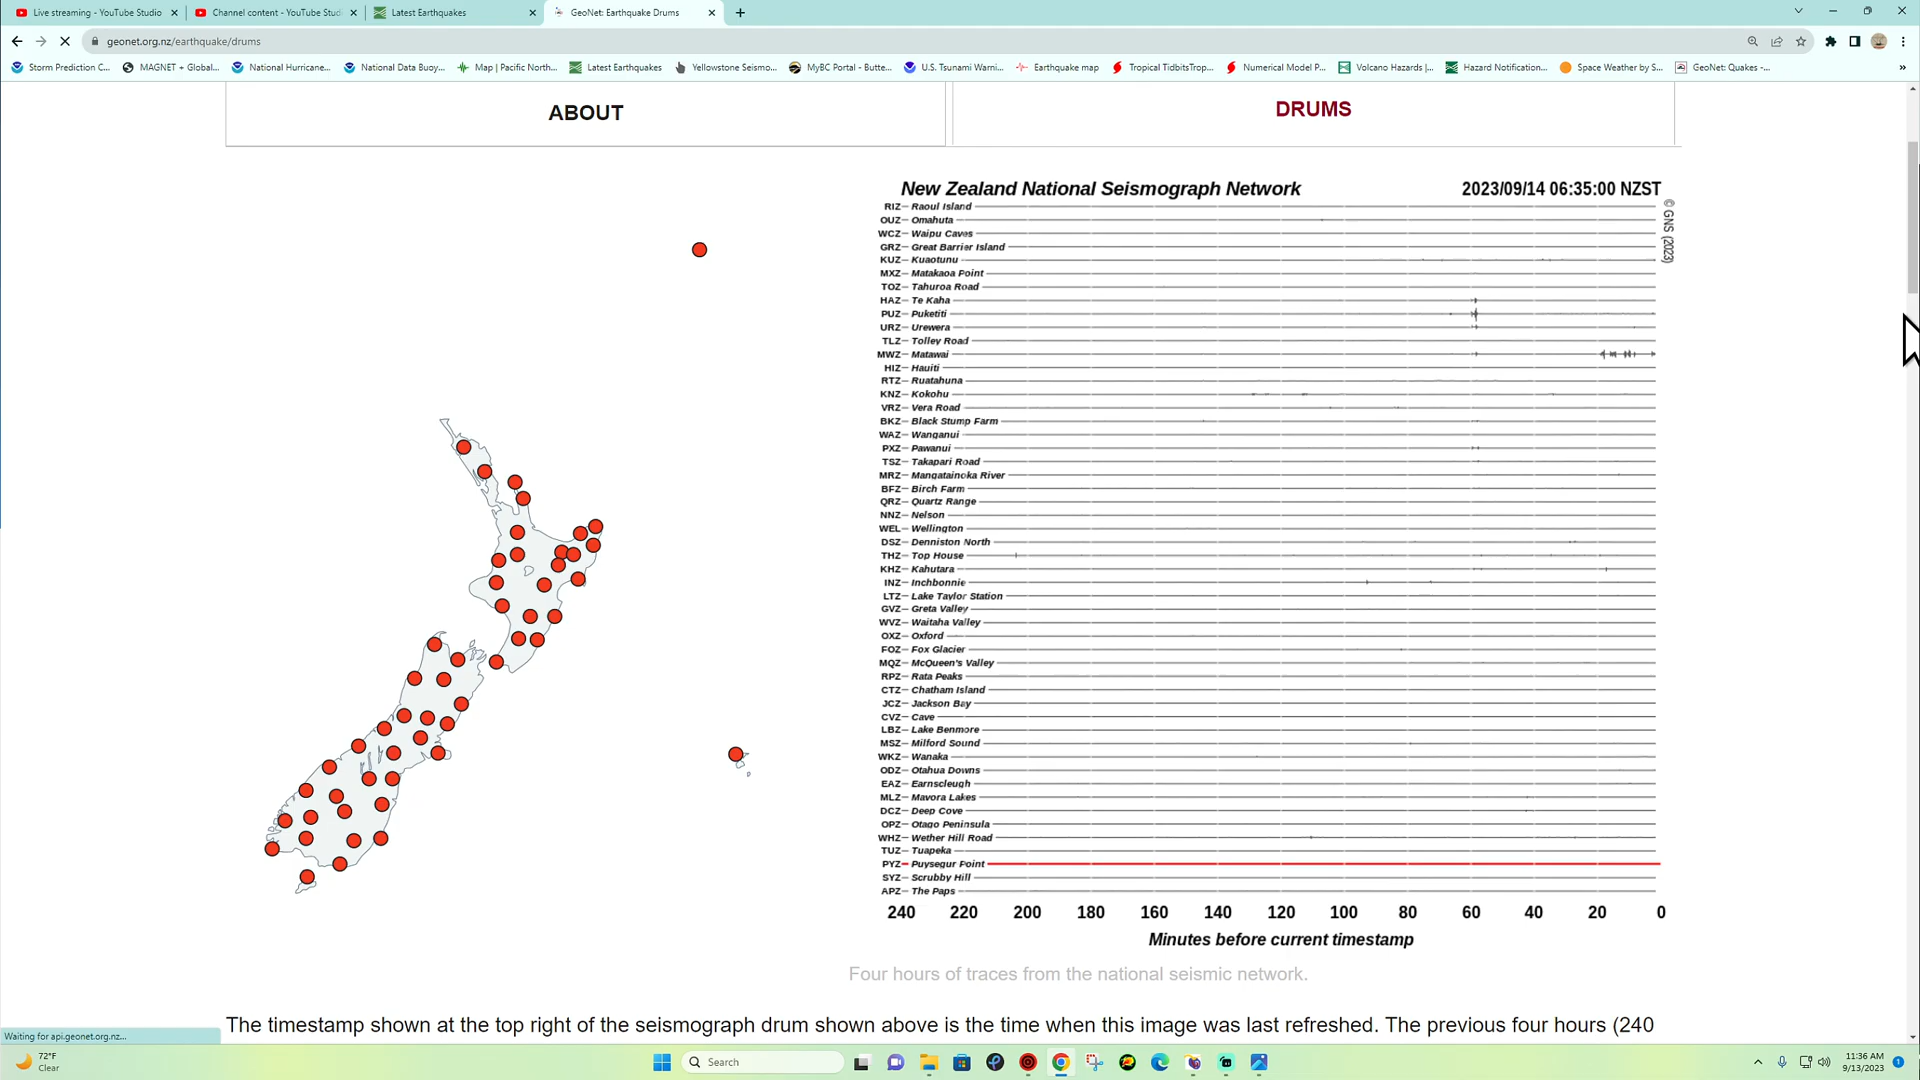 Live streaming - YouTube Studio
Channel content - YouTube Stud
Latest Earthquakes
GeoNet: Earthquake Drums
geonet.org.nz/earthquake/drums
Storm Prediction C...
MAGNET + Global...
National Hurricane...
National Data Buoy...
Map | Pacific North...
Latest Earthquakes
Yellowstone Seismo...
MyBC Portal - Butte...
U.S. Tsunami Warni...
Earthquake map
Tropical TidbitsTrop...
Numerical Model P...
Volcano Hazards |...
Hazard Notification...
Space Weather by S...
GeoNet: Quakes -...
ABOUT
DRUMS
New Zealand National Seismograph Network
2023/09/14 06:35:00 NZST
© GNS (2023)
RIZ– Raoul Island
OUZ– Omahuta
WCZ– Waipu Caves
GRZ– Great Barrier Island
KUZ– Kuaotunu
MXZ– Matakaoa Point
TOZ– Tahuroa Road
HAZ– Te Kaha
PUZ– Puketiti
URZ– Urewera
TLZ– Tolley Road
MWZ– Matawai
HIZ– Hauiti
RTZ– Ruatahuna
KNZ– Kokohu
VRZ– Vera Road
BKZ– Black Stump Farm
WAZ– Wanganui
PXZ– Pawanui
TSZ– Takapari Road
MRZ– Mangatainoka River
BFZ– Birch Farm
QRZ– Quartz Range
NNZ– Nelson
WEL– Wellington
DSZ– Denniston North
THZ– Top House
KHZ– Kahutara
INZ– Inchbonnie
LTZ– Lake Taylor Station
GVZ– Greta Valley
WVZ– Waitaha Valley
OXZ– Oxford
FOZ– Fox Glacier
MQZ– McQueen's Valley
RPZ– Rata Peaks
CTZ– Chatham Island
JCZ– Jackson Bay
CVZ– Cave
LBZ– Lake Benmore
MSZ– Milford Sound
WKZ– Wanaka
ODZ– Otahua Downs
EAZ– Earnscleugh
MLZ– Mavora Lakes
DCZ– Deep Cove
OPZ– Otago Peninsula
WHZ– Wether Hill Road
TUZ– Tuapeka
PYZ– Puysegur Point
SYZ– Scrubby Hill
APZ– The Paps
240 220 200 180 160 140 120 100 80 60 40 20 0
Minutes before current timestamp
Four hours of traces from the national seismic network.
The timestamp shown at the top right of the seismograph drum shown above is the time when this image was last refreshed. The previous four hours (240
Waiting for api.geonet.org.nz...
72°F
Clear
Search
11:36 AM
9/13/2023
1